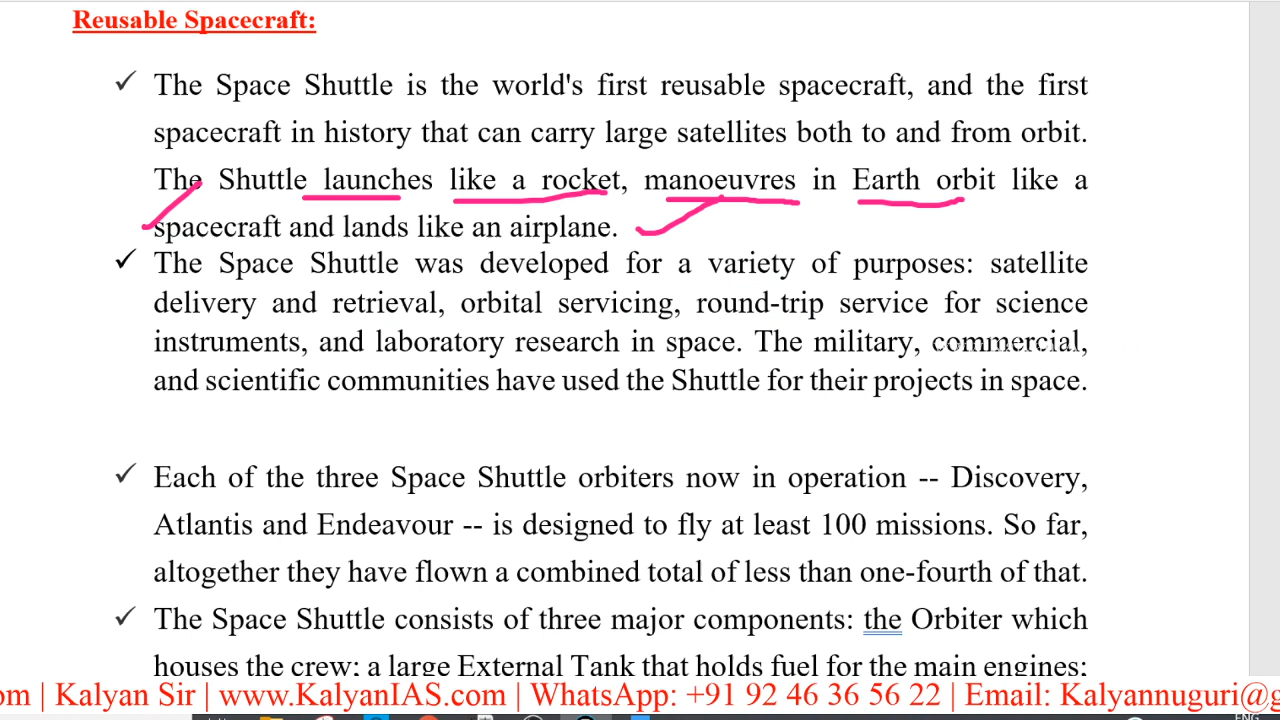 Reusable Spacecraft:
✓ The Space Shuttle is the world's first reusable spacecraft, and the first
spacecraft in history that can carry large satellites both to and from orbit.
The Shuttle launches like a rocket, manoeuvres in Earth orbit like a
spacecraft and lands like an airplane.
✓ The Space Shuttle was developed for a variety of purposes: satellite
delivery and retrieval, orbital servicing, round-trip service for science
instruments, and laboratory research in space. The military, commercial,
and scientific communities have used the Shuttle for their projects in space.
✓ Each of the three Space Shuttle orbiters now in operation -- Discovery,
Atlantis and Endeavour -- is designed to fly at least 100 missions. So far,
altogether they have flown a combined total of less than one-fourth of that.
✓ The Space Shuttle consists of three major components: the Orbiter which
houses the crew; a large External Tank that holds fuel for the main engines;
om | Kalyan Sir | www.KalyanIAS.com | WhatsApp: +91 92 46 36 56 22 | Email: Kalyannuguri@g